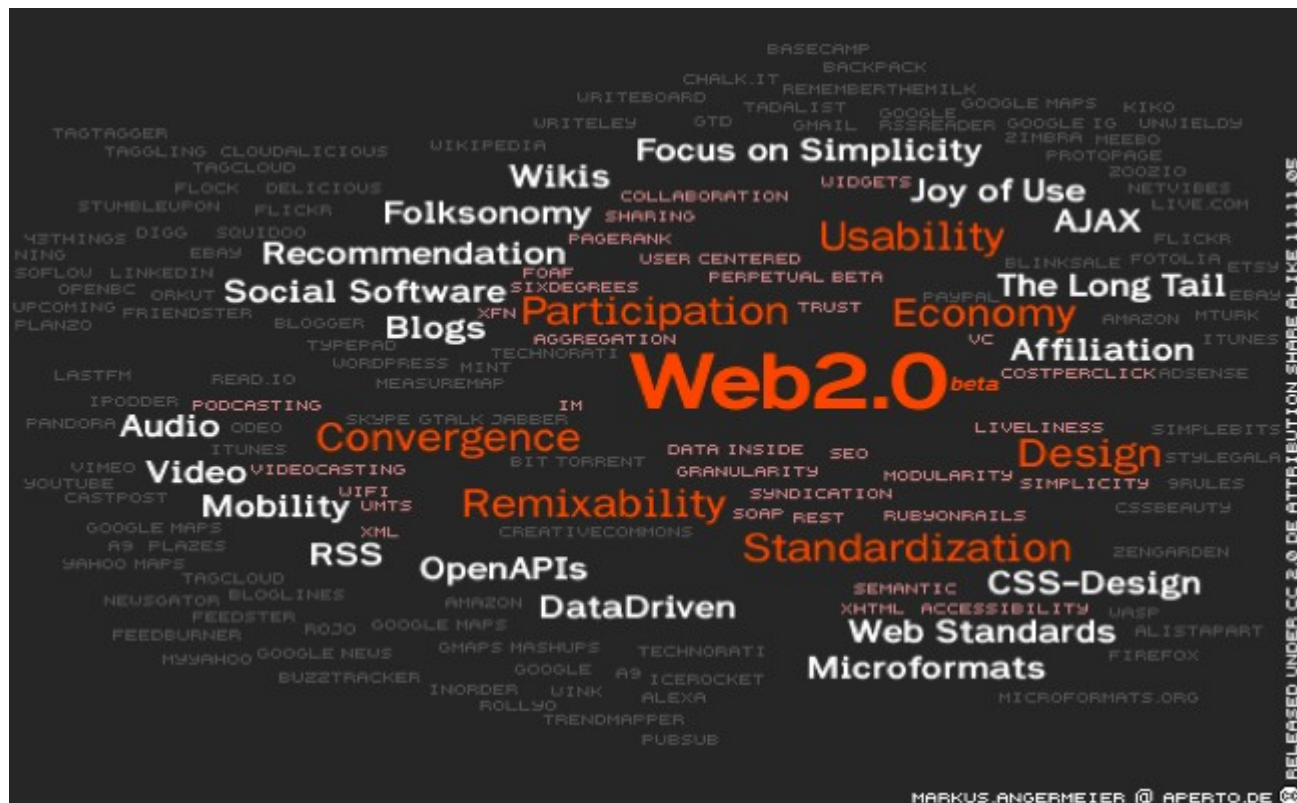 BASECAMP
BACKPACK
CHALK.IT
REMEMBERTHEMILK
WRITEBOARD
TADALIST GOOGLE GOOGLE MAPS KIKO
WRITELEY GTD GMAIL RSSREADER GOOGLE IG UNWIELDY
TAGTAGGER
WIKIPEDIA Focus on Simplicity ZIMBRA MEEBO
TAGGLING CLOUDALICIOUS PROTOPAGE
TAGCLOUD Wikis WIDGETS ZOOZIO
FLOCK DELICIOUS COLLABORATION Joy of Use NETVIBES
STUMBLEUPON FLICKR Folksonomy SHARING LIVE.COM
43THINGS DIGG SQUIDOO PAGERANK Usability AJAX FLICKR
NING EBAY Recommendation USER CENTERED BLINKSALE FOTOLIA ETSY
SOFLOW LINKEDIN FOAF PERPETUAL BETA
OPENBC ORKUT Social Software SIXDEGREES PAYPAL The Long Tail EBAY
UPCOMING FRIENDSTER XFN Participation TRUST Economy AMAZON MTURK
PLANZO BLOGGER Blogs AGGREGATION VC ITUNES
TYPEPAD TECHNORATI Affiliation
WORDPRESS MINT
LASTFM READ.IO MEASUREMAP Web2.0 beta COSTPERCLICK ADSENSE
IPODDER PODCASTING IM
PANDORA Audio ODEO SKYPE GTALK JABBER LIVELINESS SIMPLEBITS
ITUNES Convergence DATA INSIDE SEO Design STYLEGALA
VIMEO Video VIDEOCASTING BIT TORRENT GRANULARITY MODULARITY
YOUTUBE SIMPLICITY 9RULES
CASTPOST Mobility WIFI UMTS Remixability SYNDICATION CSSBEAUTY
SOAP REST RUBYONRAILS
GOOGLE MAPS XML CREATIVECOMMONS
A9 PLAZES RSS Standardization ZENGARDEN
YAHOO MAPS OpenAPIs
TAGCLOUD SEMANTIC CSS-Design
NEWSGATOR BLOGLINES AMAZON DataDriven XHTML ACCESSIBILITY WASP
FEEDSTER
FEEDBURNER ROJO GOOGLE MAPS Web Standards ALISTAPART
MYYAHOO GOOGLE NEWS GMAPS MASHUPS TECHNORATI FIREFOX
BUZZTRACKER GOOGLE A9 ICEROCKET Microformats
INORDER WINK ALEXA MICROFORMATS.ORG
ROLLYO
TRENDMAPPER
PUBSUB
MARKUS.ANGERMEIER @ APERTO.DE
RELEASED UNDER CC 2.0 DE ATTRIBUTION SHARE ALIKE 11.11.05